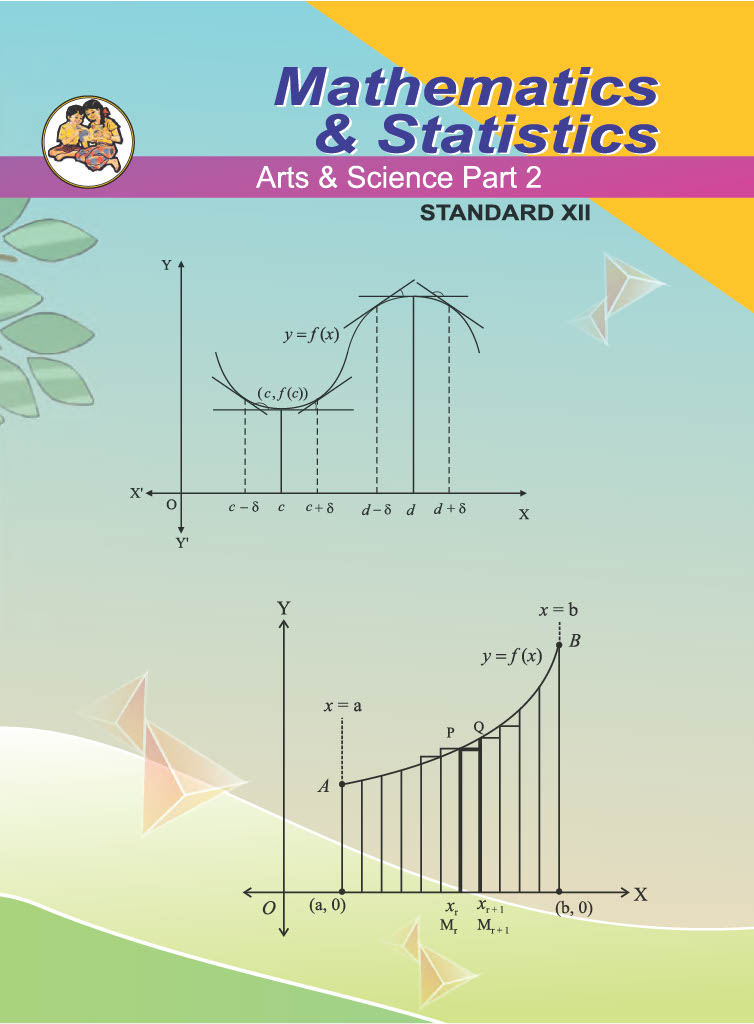 Mathematics
& Statistics
Arts & Science Part 2
STANDARD XII
Y
y = f (x)
(c, f (c))
X'
O
c − δ
c
c + δ
d − δ
d
d + δ
X
Y'
Y
x = b
B
y = f (x)
x = a
P
Q
A
X
O
(a, 0)
xᵣ
xᵣ₊₁
(b, 0)
Mᵣ
Mᵣ₊₁